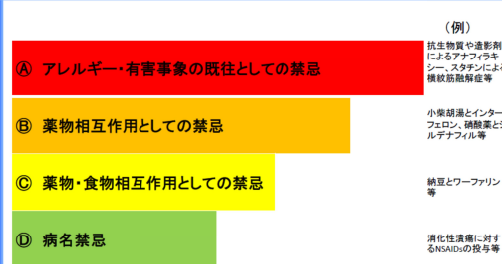 （例）
Ⓐ アレルギー・有害事象の既往としての禁忌
抗生物質や造影剤
によるアナフィラキ
シー、スタチンによる
横紋筋融解症等
Ⓑ 薬物相互作用としての禁忌
小柴胡湯とインター
フェロン、硝酸薬とシ
ルデナフィル等
Ⓒ 薬物・食物相互作用としての禁忌
納豆とワーファリン
等
Ⓓ 病名禁忌
消化性潰瘍に対す
るNSAIDsの投与等